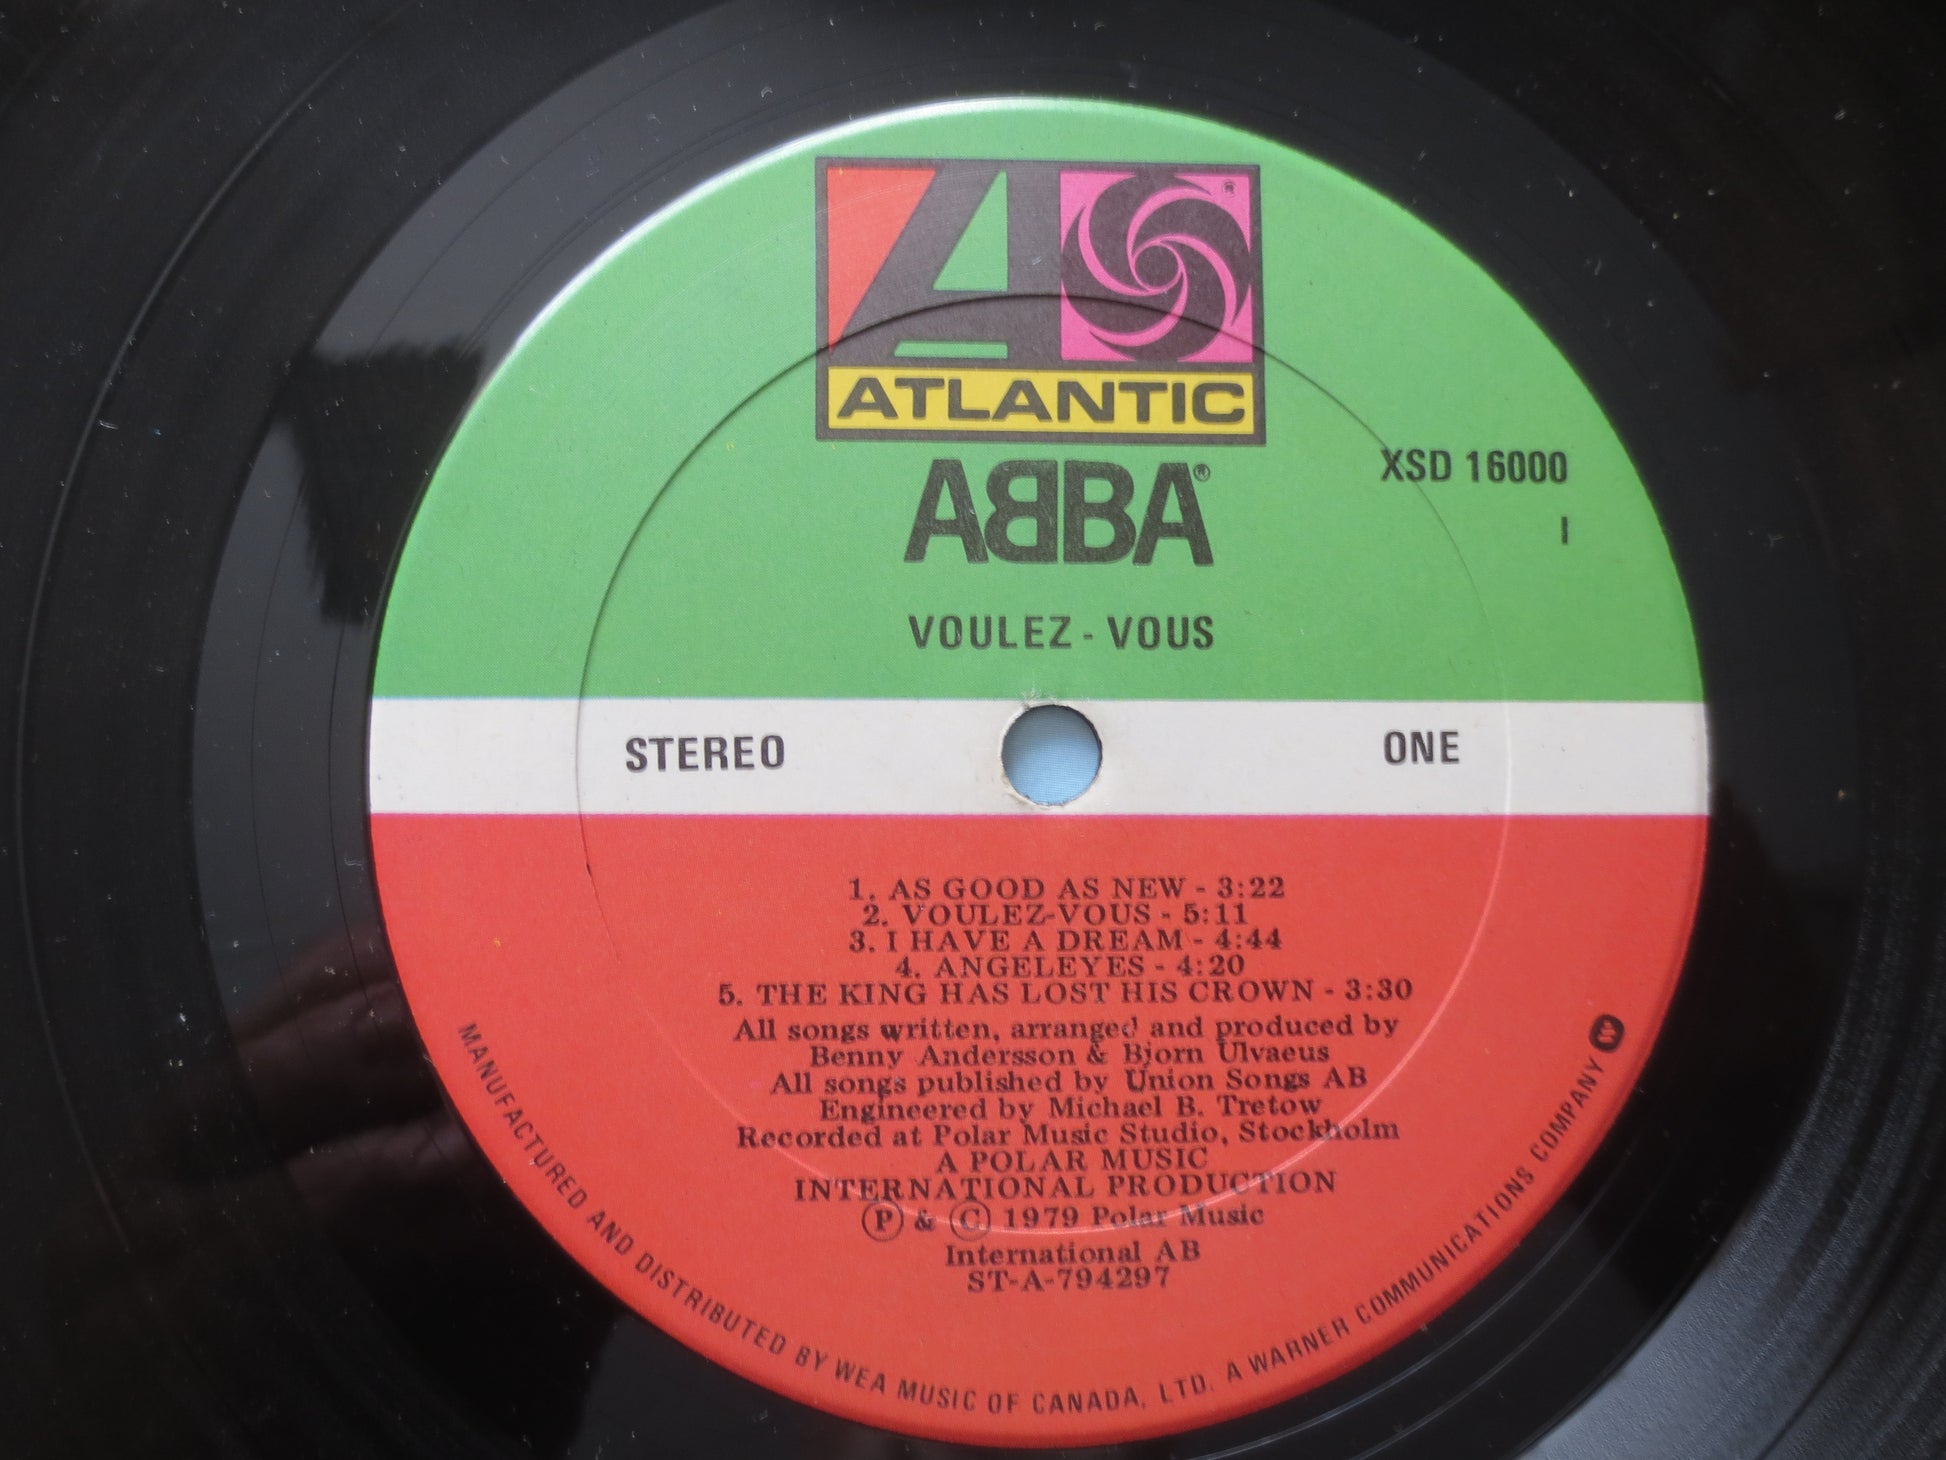 ATLANTIC
ABBA®
XSD 16000
I
VOULEZ - VOUS
STEREO
ONE
1. AS GOOD AS NEW - 3:22
2. VOULEZ-VOUS - 5:11
3. I HAVE A DREAM - 4:44
4. ANGELEYES - 4:20
5. THE KING HAS LOST HIS CROWN - 3:30
All songs written, arranged and produced by
Benny Andersson & Bjorn Ulvaeus
All songs published by Union Songs AB
Engineered by Michael B. Tretow
Recorded at Polar Music Studio, Stockholm
A POLAR MUSIC
INTERNATIONAL PRODUCTION
Ⓟ & Ⓒ 1979 Polar Music
International AB
ST-A-794297
MANUFACTURED AND DISTRIBUTED BY WEA MUSIC OF CANADA, LTD. A WARNER COMMUNICATIONS COMPANY